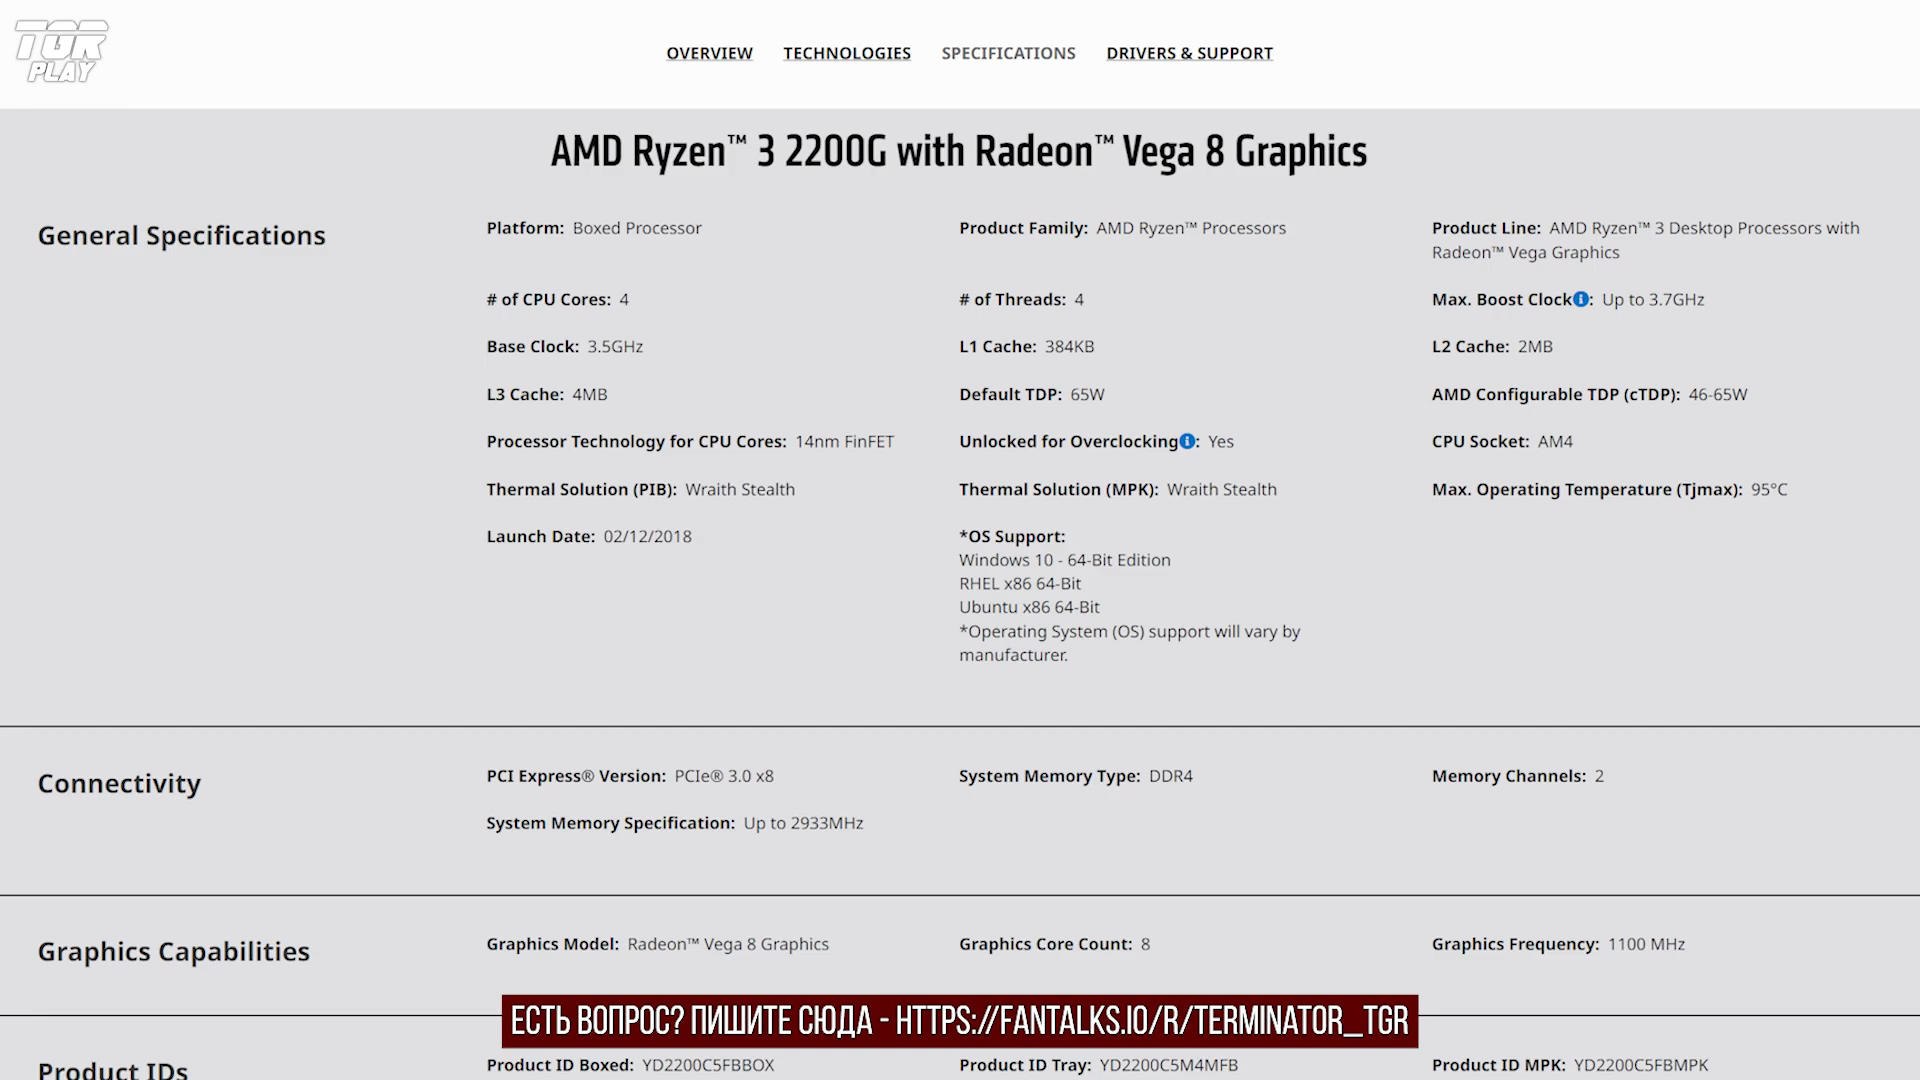 TGR
PLAY
OVERVIEW TECHNOLOGIES SPECIFICATIONS DRIVERS & SUPPORT
AMD Ryzen™ 3 2200G with Radeon™ Vega 8 Graphics
General Specifications
Platform: Boxed Processor
Product Family: AMD Ryzen™ Processors
Product Line: AMD Ryzen™ 3 Desktop Processors with
Radeon™ Vega Graphics
# of CPU Cores: 4
# of Threads: 4
Max. Boost Clock: Up to 3.7GHz
Base Clock: 3.5GHz
L1 Cache: 384KB
L2 Cache: 2MB
L3 Cache: 4MB
Default TDP: 65W
AMD Configurable TDP (cTDP): 46-65W
Processor Technology for CPU Cores: 14nm FinFET
Unlocked for Overclocking: Yes
CPU Socket: AM4
Thermal Solution (PIB): Wraith Stealth
Thermal Solution (MPK): Wraith Stealth
Max. Operating Temperature (Tjmax): 95°C
Launch Date: 02/12/2018
*OS Support:
Windows 10 - 64-Bit Edition
RHEL x86 64-Bit
Ubuntu x86 64-Bit
*Operating System (OS) support will vary by
manufacturer.
Connectivity
PCI Express® Version: PCIe® 3.0 x8
System Memory Type: DDR4
Memory Channels: 2
System Memory Specification: Up to 2933MHz
Graphics Capabilities
Graphics Model: Radeon™ Vega 8 Graphics
Graphics Core Count: 8
Graphics Frequency: 1100 MHz
ЕСТЬ ВОПРОС? ПИШИТЕ СЮДА - HTTPS://FANTALKS.IO/R/TERMINATOR_TGR
Product IDs
Product ID Boxed: YD2200C5FBBOX
Product ID Tray: YD2200C5M4MFB
Product ID MPK: YD2200C5FBMPK